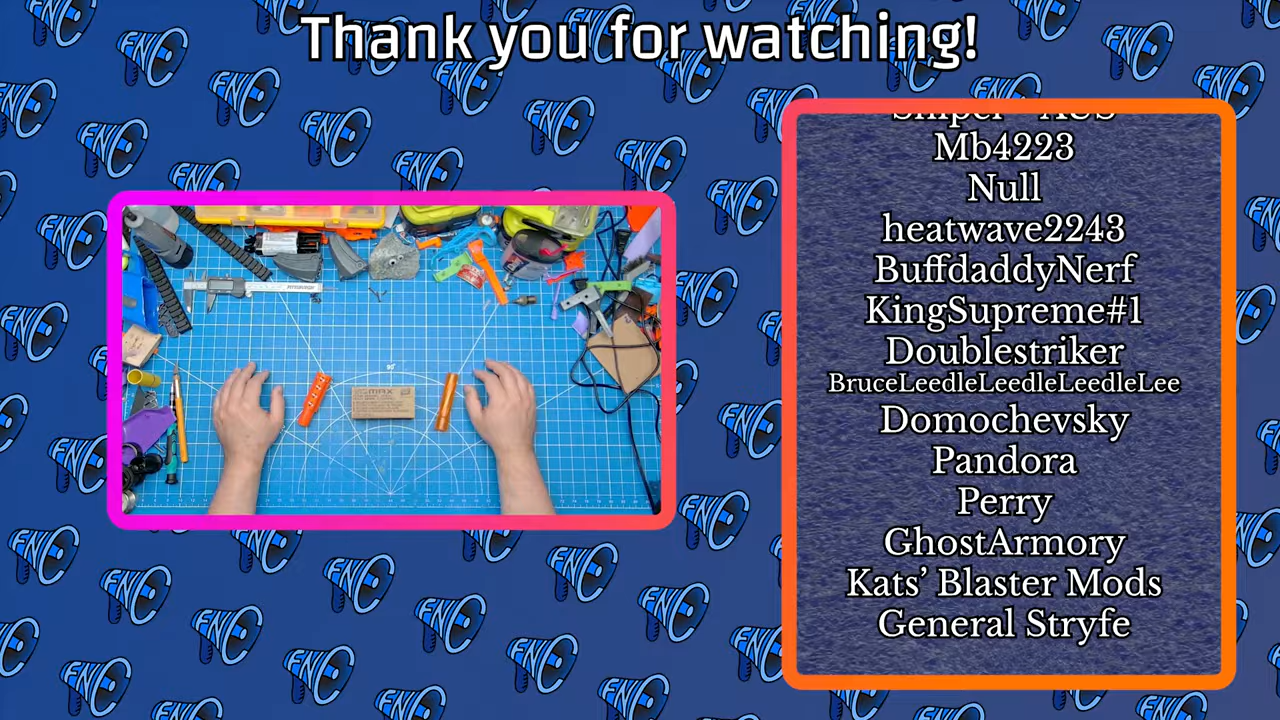 Thank you for watching!
Mb4223
Null
heatwave2243
BuffdaddyNerf
KingSupreme#1
Doublestriker
BruceLeedleLeedleLeedleLee
Domochevsky
Pandora
Perry
GhostArmory
Kats’ Blaster Mods
General Stryfe
FNC